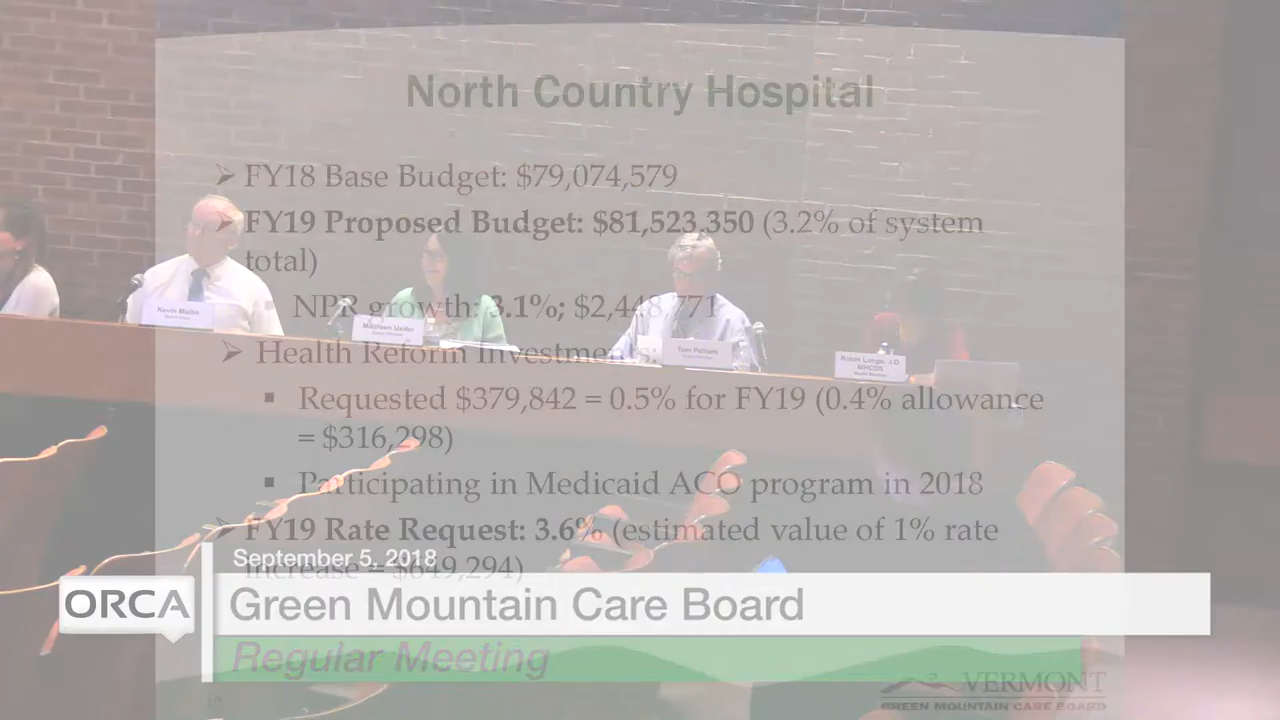 North Country Hospital
FY18 Base Budget: $79,074,579
FY19 Proposed Budget: $81,523,350 (3.2% of system
total)
NPR growth: 3.1%; $2,448,771
Health Reform Investments:
Requested $379,842 = 0.5% for FY19 (0.4% allowance
= $316,298)
Participating in Medicaid ACO program in 2018
FY19 Rate Request: 3.6% (estimated value of 1% rate
increase = $649,294)
Kevin Mullin
Maureen Usifer
Tom Pelham
Robin Lunge, J.D.
MHCDS
September 5, 2018
ORCA
Green Mountain Care Board
Regular Meeting
15
VERMONT
GREEN MOUNTAIN CARE BOARD